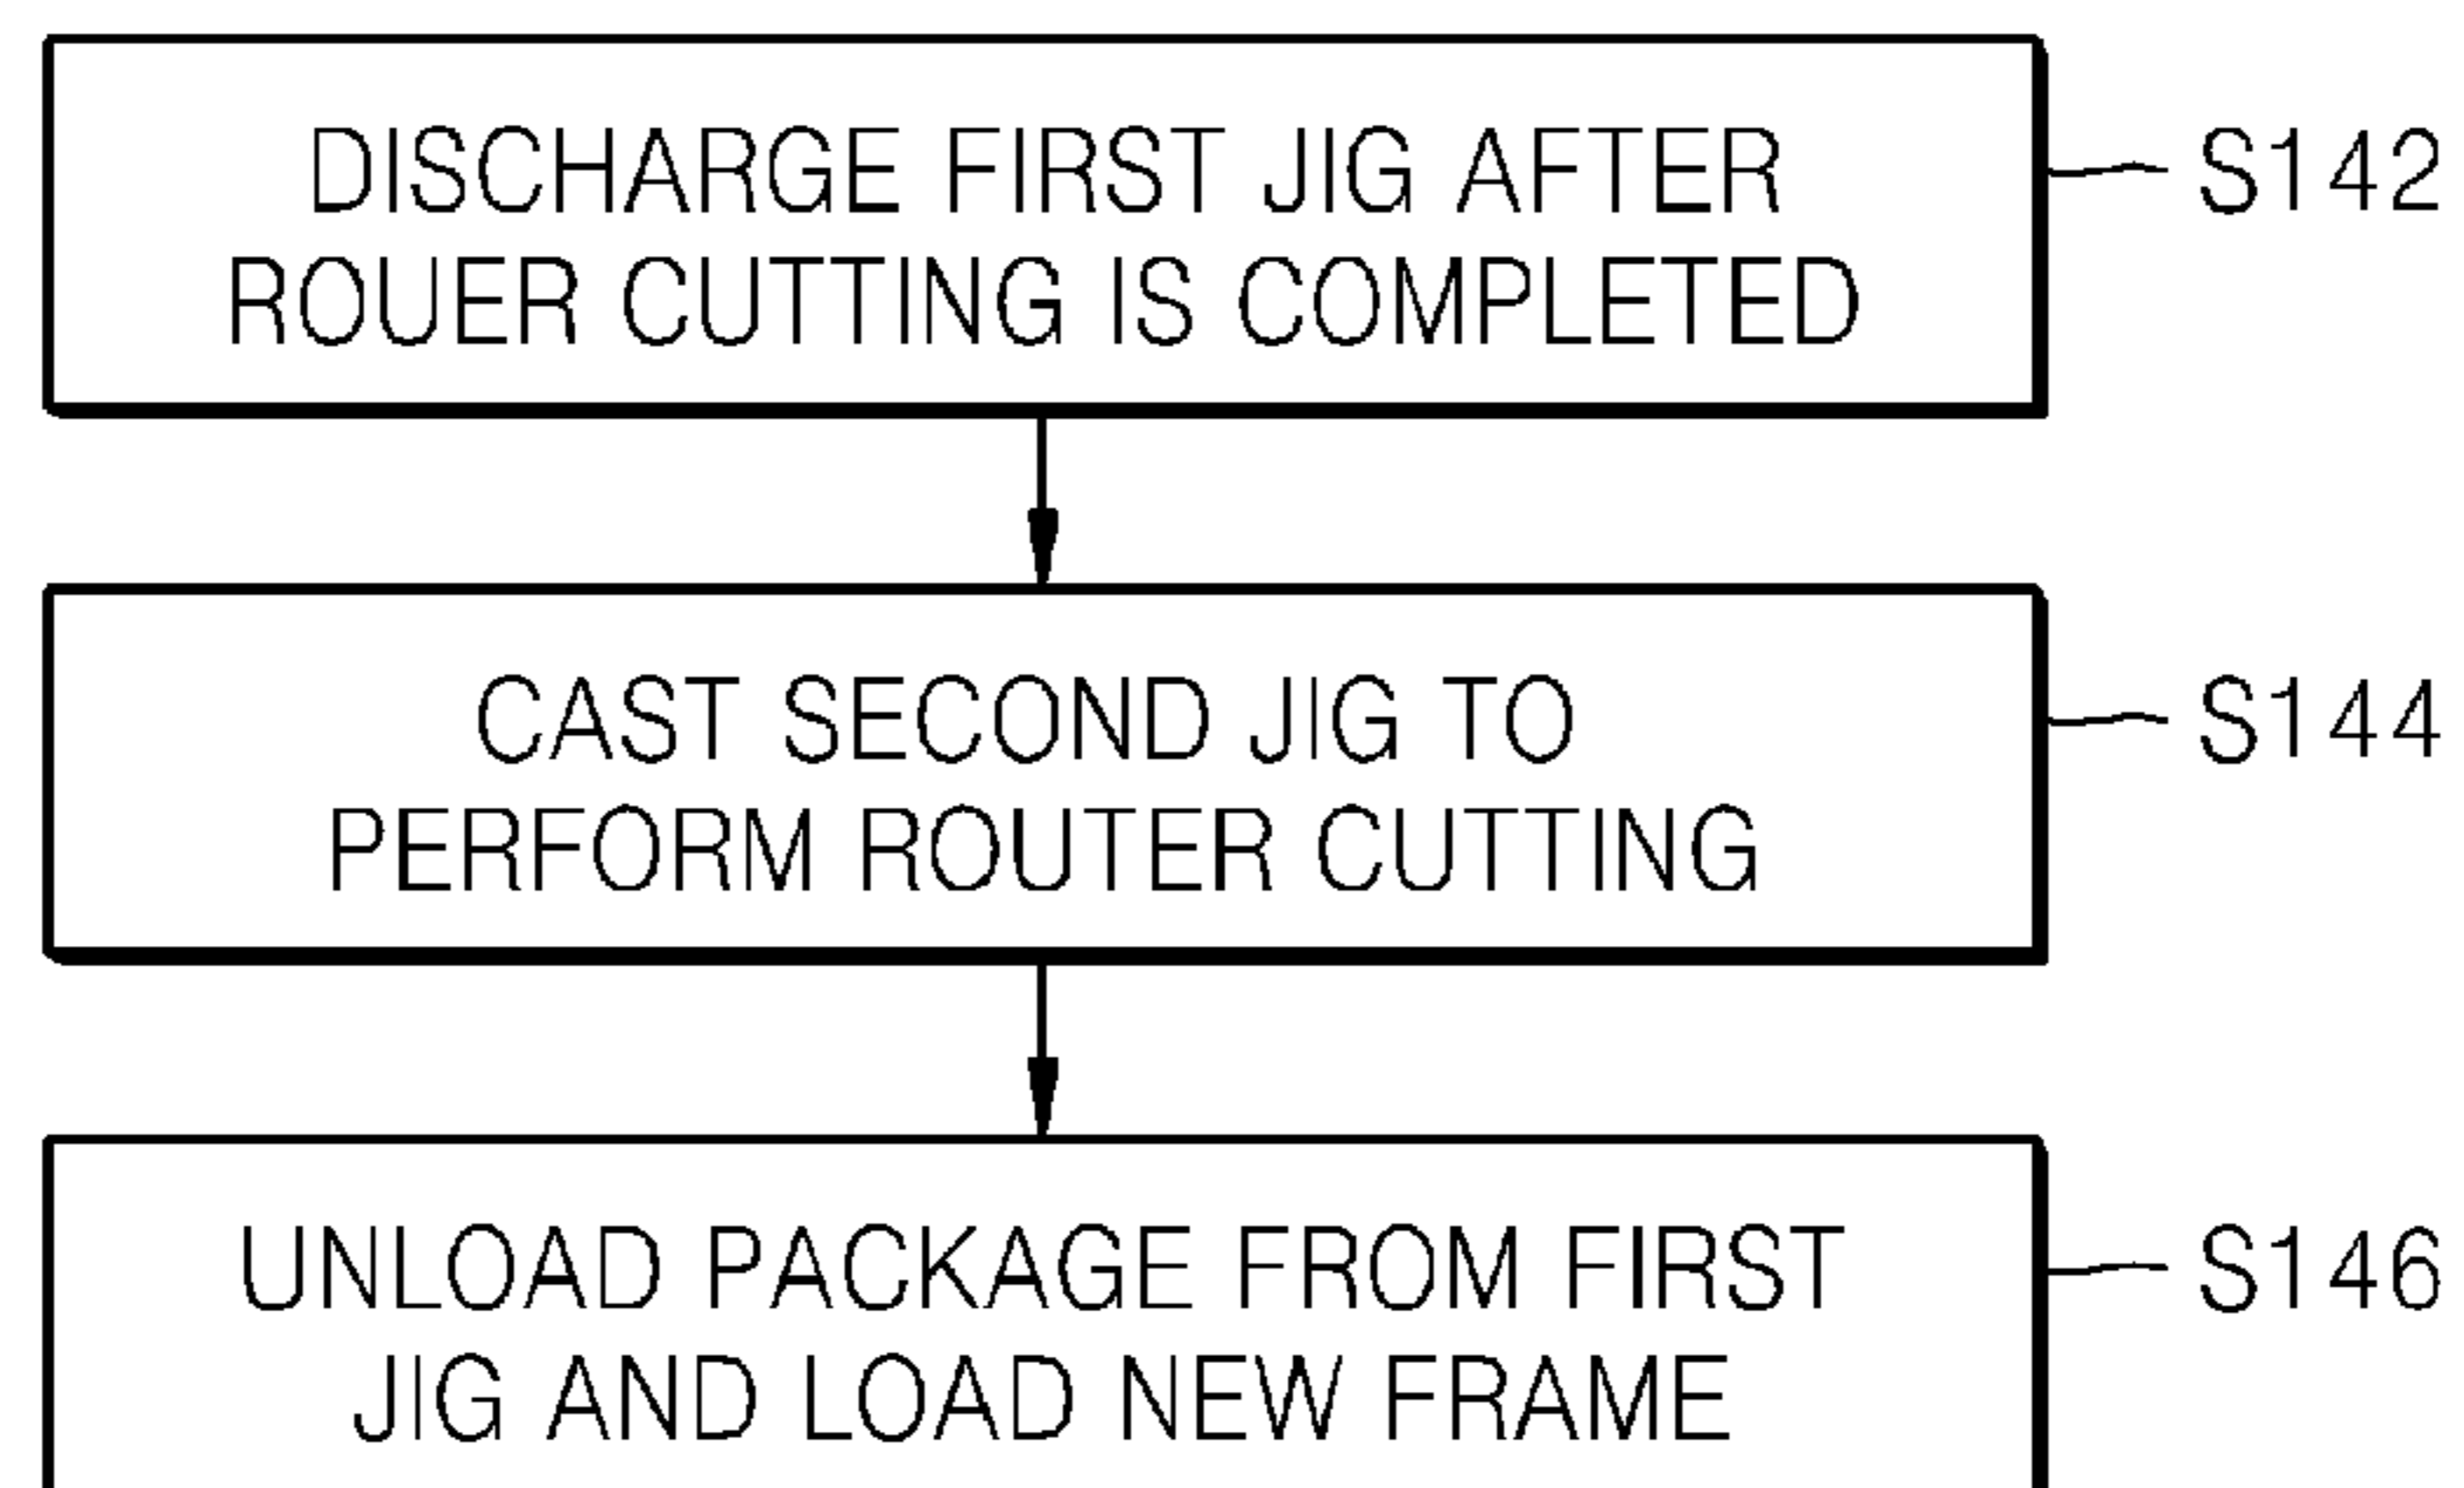 DISCHARGE FIRST JIG AFTER S142
ROUER CUTTING IS COMPLETED
CAST SECOND JIG TO S144
PERFORM ROUTER CUTTING
UNLOAD PACKAGE FROM FIRST S146
JIG AND LOAD NEW FRAME